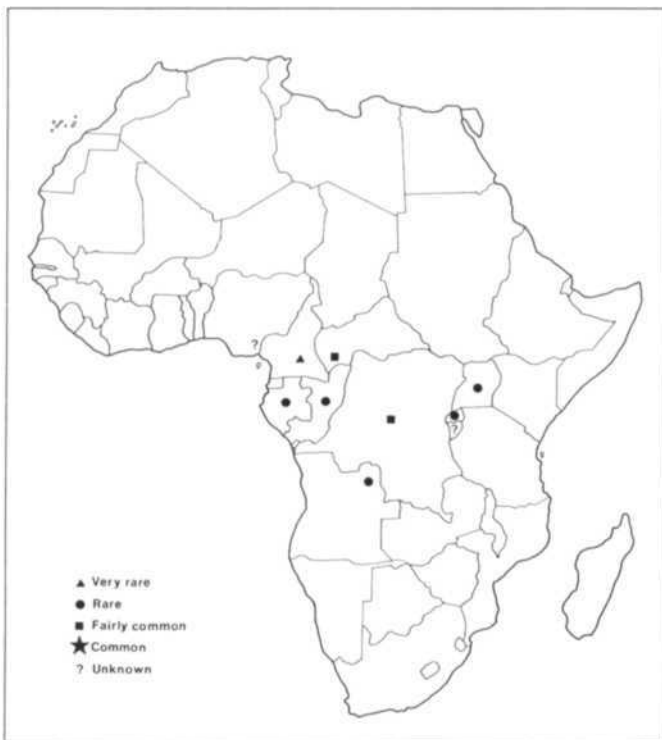 ?
?
▲ Very rare
● Rare
■ Fairly common
★ Common
? Unknown